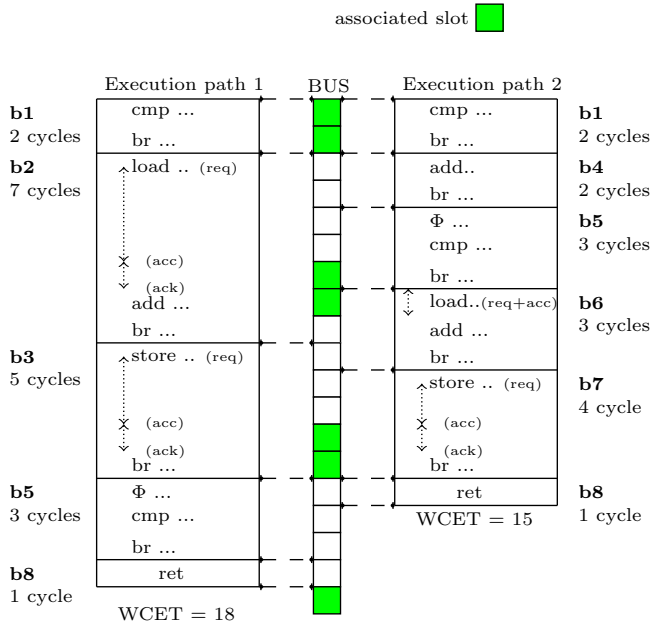 associated slot
Execution path 1
BUS
Execution path 2
b1
2 cycles
cmp ...
br ...
b2
7 cycles
load .. (req)
(acc)
(ack)
add ...
br ...
b3
5 cycles
store .. (req)
(acc)
(ack)
br ...
b5
3 cycles
Φ ...
cmp ...
br ...
b8
1 cycle
ret
WCET = 18
cmp ...
br ...
b1
2 cycles
add..
br ...
b4
2 cycles
Φ ...
cmp ...
br ...
b5
3 cycles
load..(req+acc)
add ...
br ...
b6
3 cycles
store .. (req)
(acc)
(ack)
br ...
b7
4 cycle
ret
b8
1 cycle
WCET = 15